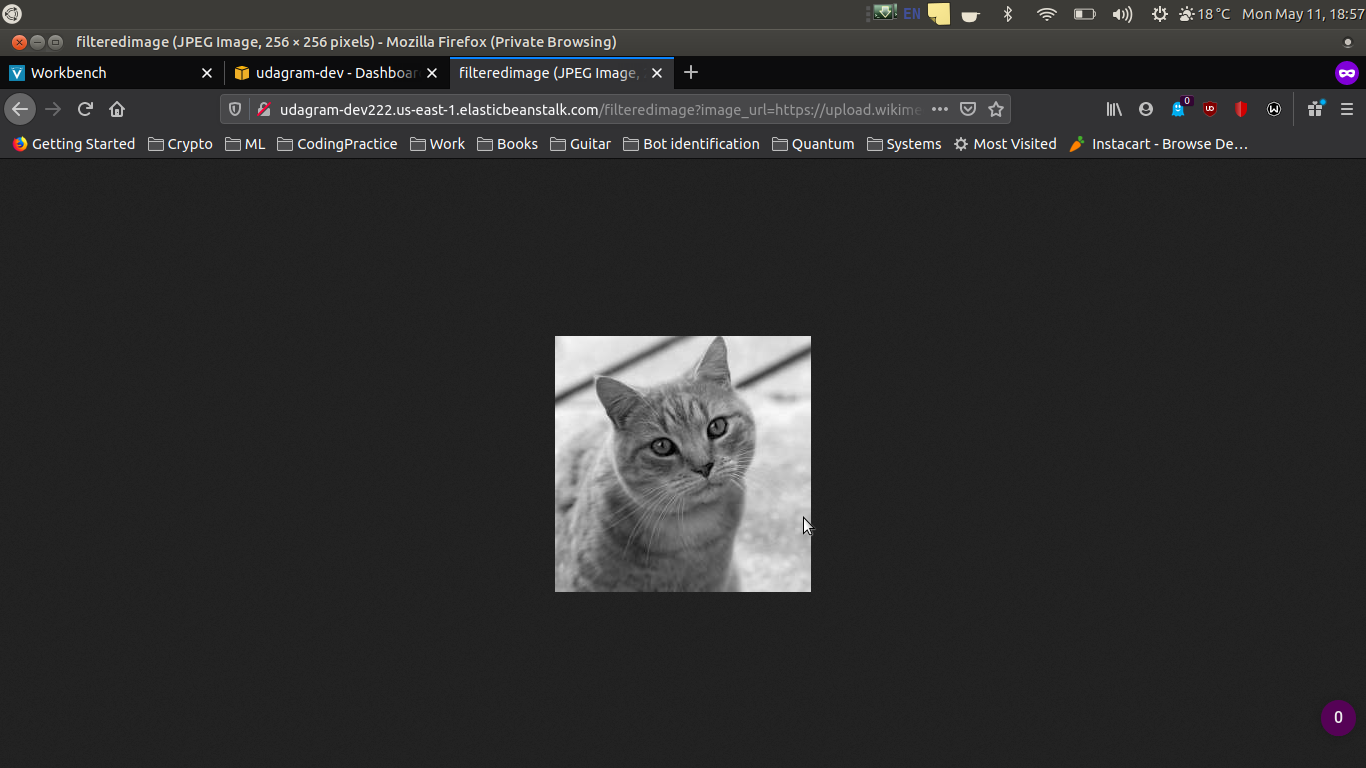 EN 18 °C Mon May 11, 18:57
filteredimage (JPEG Image, 256 × 256 pixels) - Mozilla Firefox (Private Browsing)
Workbench udagram-dev - Dashboar filteredimage (JPEG Image,
udagram-dev222.us-east-1.elasticbeanstalk.com/filteredimage?image_url=https://upload.wikime 0 UD W
Getting Started Crypto ML CodingPractice Work Books Guitar Bot identification Quantum Systems Most Visited Instacart - Browse De…
0